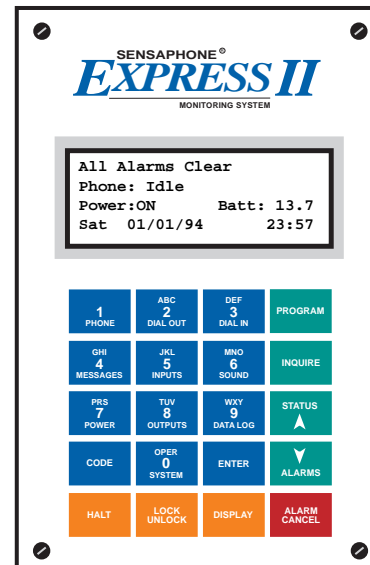 SENSAPHONE®
EXPRESS II
MONITORING SYSTEM
All Alarms Clear
Phone: Idle
Power:ON Batt: 13.7
Sat 01/01/94 23:57
1
PHONE
ABC
2
DIAL OUT
DEF
3
DIAL IN
PROGRAM
GHI
4
MESSAGES
JKL
5
INPUTS
MNO
6
SOUND
INQUIRE
PRS
7
POWER
TUV
8
OUTPUTS
WXY
9
DATA LOG
STATUS
CODE
OPER
0
SYSTEM
ENTER
ALARMS
HALT
LOCK
UNLOCK
DISPLAY
ALARM
CANCEL